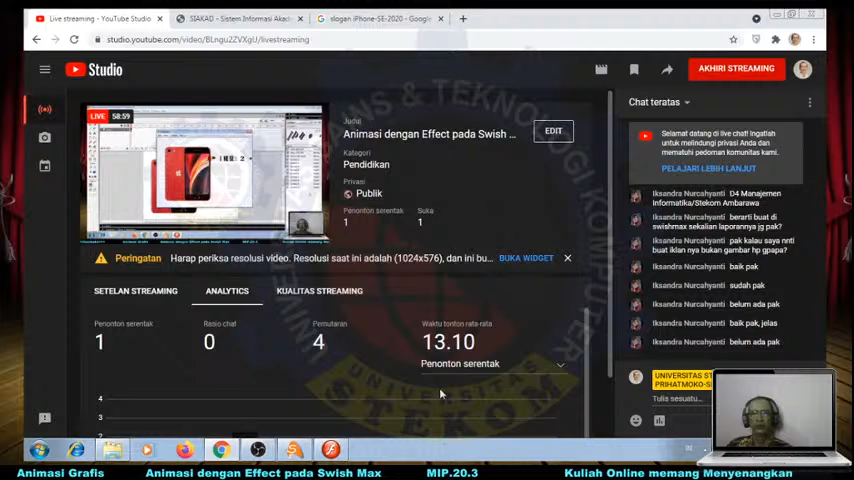 Live streaming - YouTube Studio
SIAKAD - Sistem Informasi Akad
slogan iPhone-SE-2020 - Google
studio.youtube.com/video/BLngu2ZVXgU/livestreaming
Studio
AKHIRI STREAMING
LIVE 58:59
Judul
Animasi dengan Effect pada Swish ...
EDIT
Kategori
Pendidikan
Privasi
Publik
Penonton serentak
1
Suka
1
Peringatan
Harap periksa resolusi video. Resolusi saat ini adalah (1024x576), dan ini bu...
BUKA WIDGET
SETELAN STREAMING
ANALYTICS
KUALITAS STREAMING
Penonton serentak
1
Rasio chat
0
Pemutaran
4
Waktu tonton rata-rata
13.10
Penonton serentak
4
3
2
Chat teratas
Selamat datang di live chat! Ingatlah
untuk melindungi privasi Anda dan
mematuhi pedoman komunitas kami.
PELAJARI LEBIH LANJUT
Iksandra Nurcahyanti D4 Manajemen
Informatika/Stekom Ambarawa
Iksandra Nurcahyanti berarti buat di
swishmax sekalian laporannya jg pak?
Iksandra Nurcahyanti pak kalau saya nnti
buat iklan nya bukan gambar hp gpapa?
Iksandra Nurcahyanti baik pak
Iksandra Nurcahyanti sudah pak
Iksandra Nurcahyanti belum ada pak
Iksandra Nurcahyanti baik pak, jelas
Iksandra Nurcahyanti belum ada pak
UNIVERSITAS ST
PRIHATMOKO-S
Tulis sesuatu...
UNIVERSITAS
STEKOM
IN
Animasi Grafis
Animasi dengan Effect pada Swish Max
MIP.20.3
Kuliah Online memang Menyenangkan